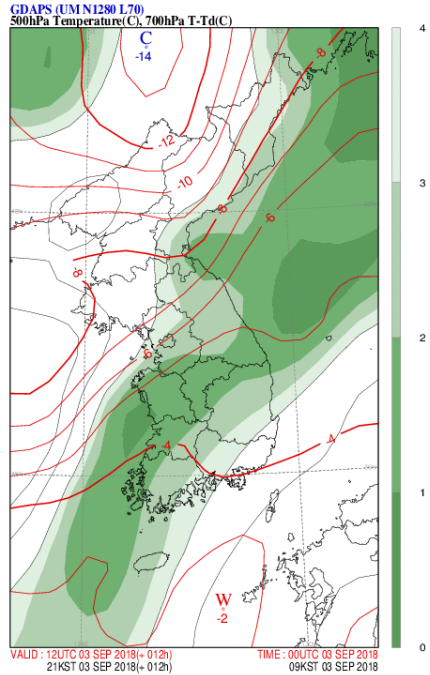 GDAPS (UM N1280 L70)
500hPa Temperature(C), 700hPa T-Td(C)
C
-14
-8
-12
-10
-8
-6
-8
-6
-4
-4
W
-2
4
3
2
1
0
VALID : 12UTC 03 SEP 2018(+ 012h)
TIME : 00UTC 03 SEP 2018
21KST 03 SEP 2018(+ 012h)
09KST 03 SEP 2018